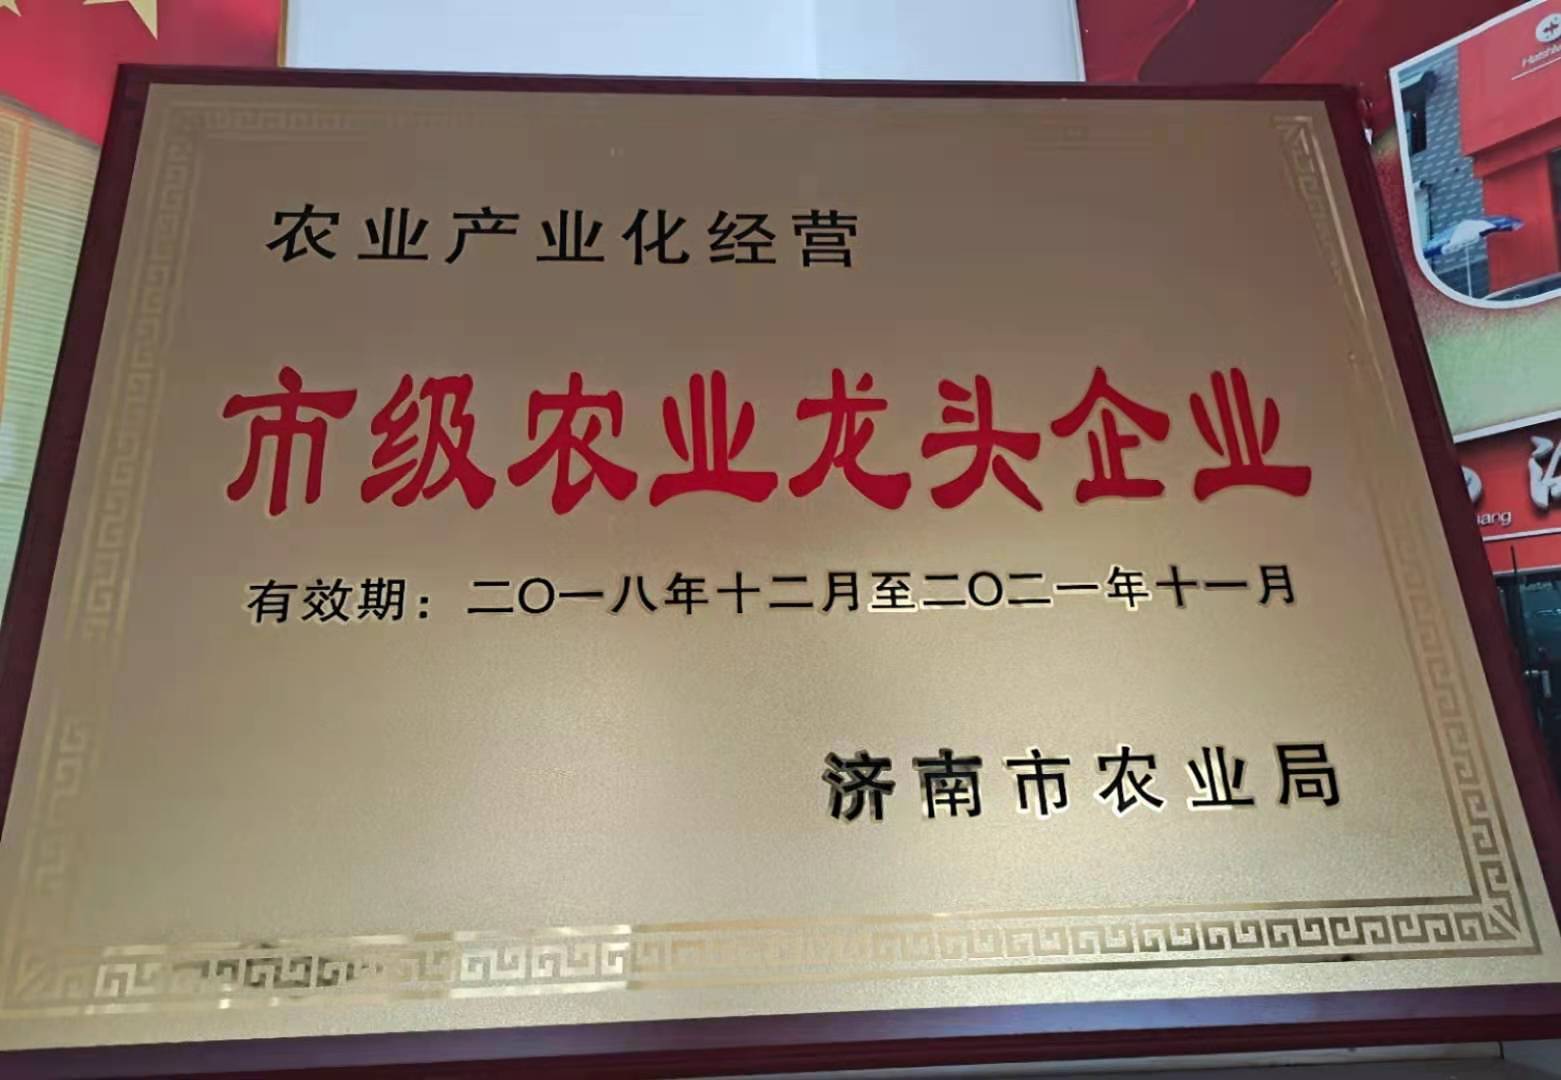 农业产业化经营
市级农业龙头企业
有效期：二〇一八年十二月至二〇二一年十一月
济南市农业局